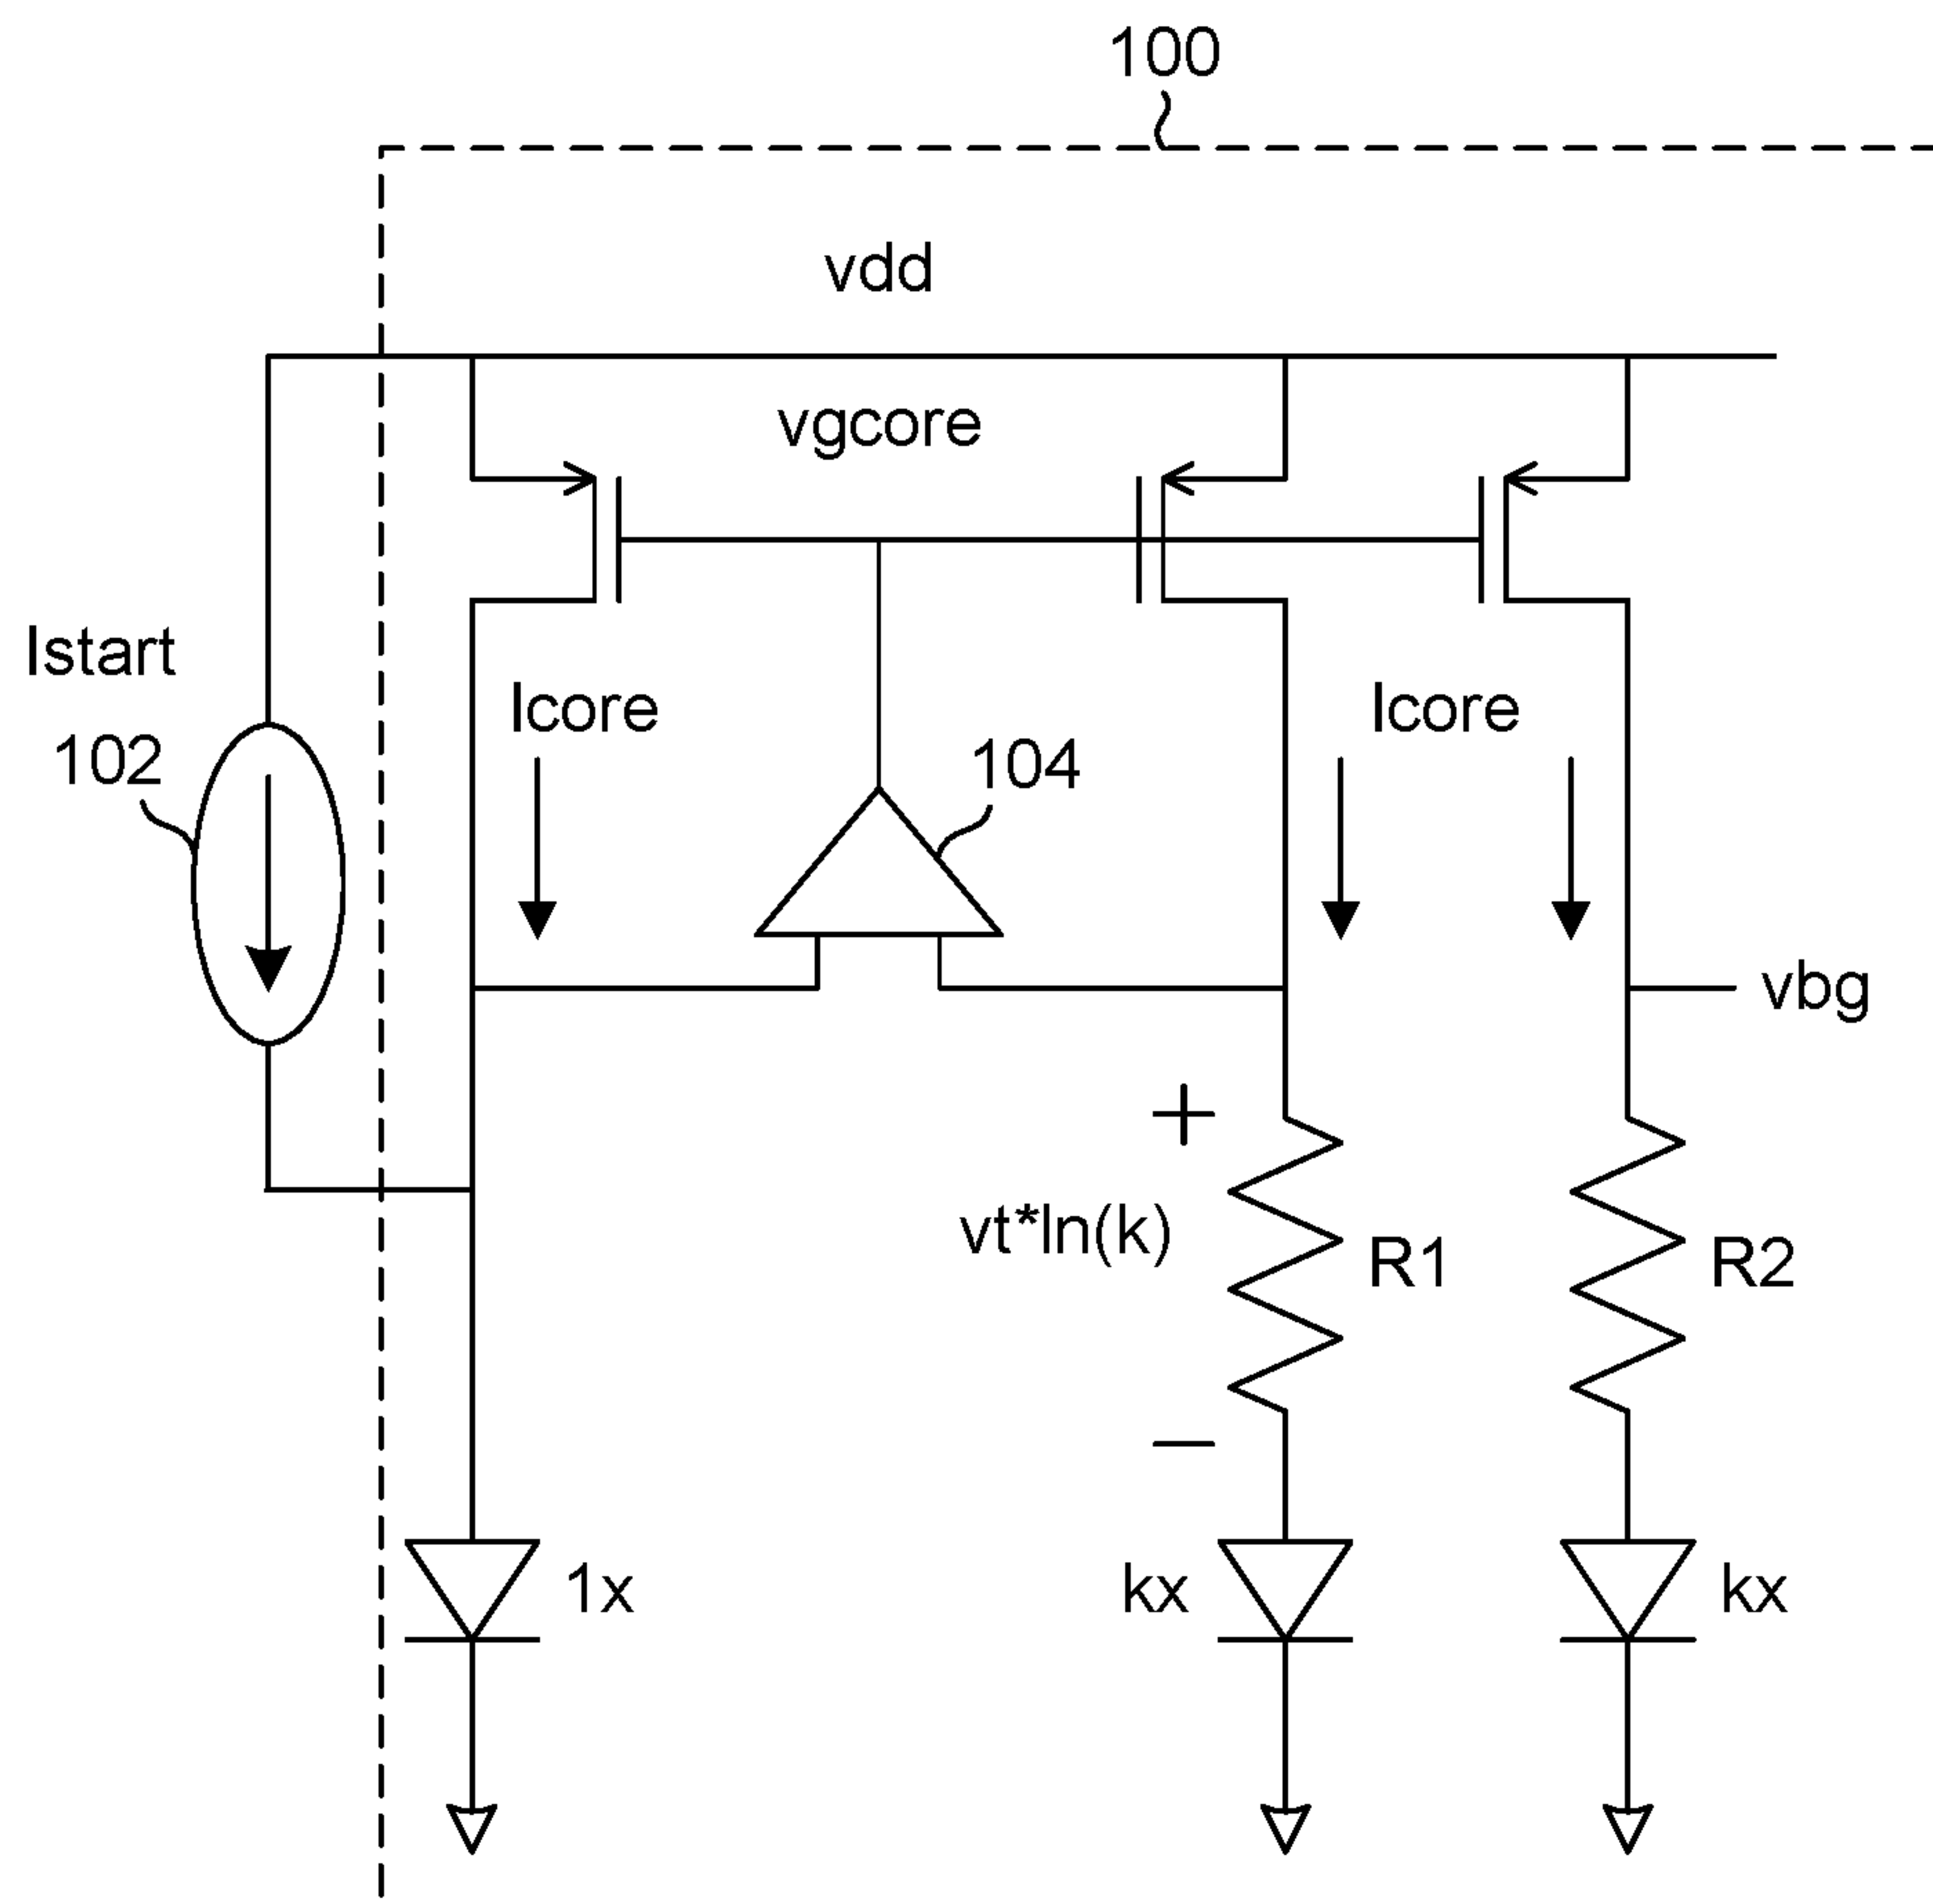 100
vdd
vgcore
Istart
102
Icore
104
Icore
vbg
+
vt*ln(k)
R1
R2
−
1x
kx
kx